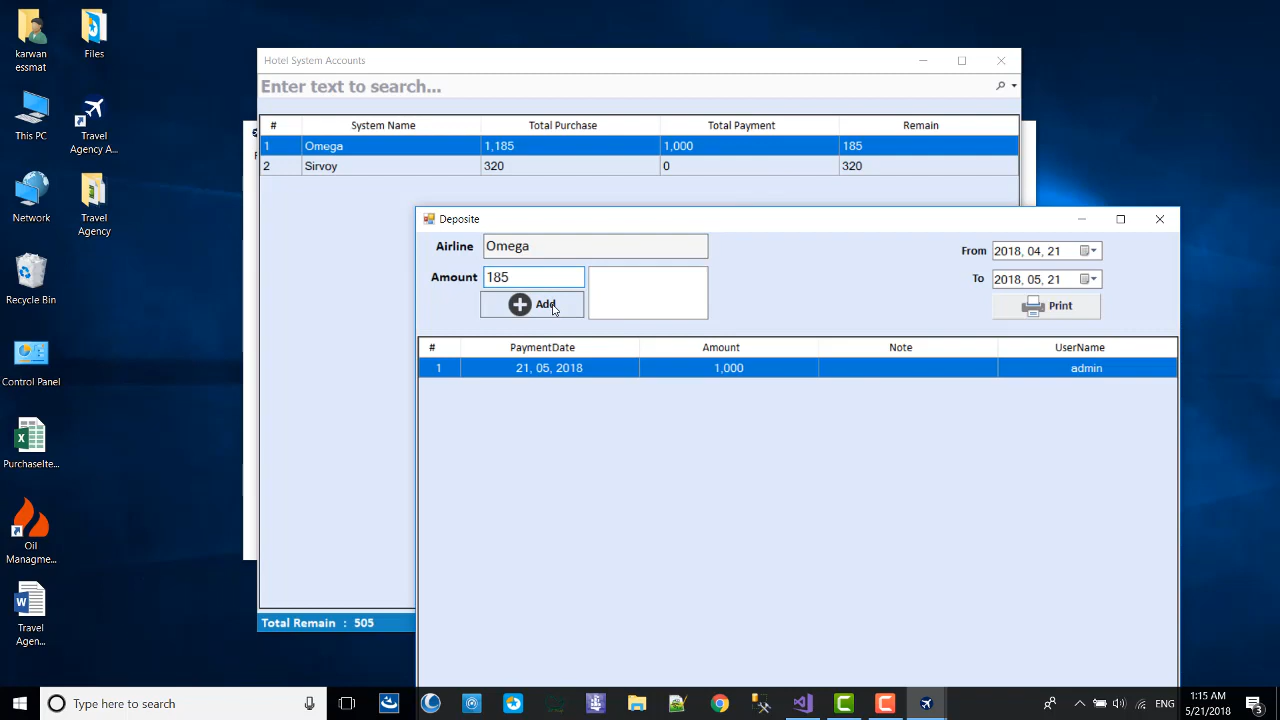 karwan
essmat
Files
This PC
Travel
Agency A...
Network
Travel
Agency
Recycle Bin
Control Panel
PurchaseIte...
Oil
Managme...
Travel
Agen...
Hotel System Accounts
Enter text to search...
# System Name Total Purchase Total Payment Remain
1 Omega 1,185 1,000 185
2 Sirvoy 320 0 320
Total Remain : 505
Deposite
Airline Omega
From 2018, 04, 21
Amount 185
To 2018, 05, 21
Add
Print
# PaymentDate Amount Note UserName
1 21, 05, 2018 1,000 admin
Type here to search
1:15 AM
5/21/2018
3